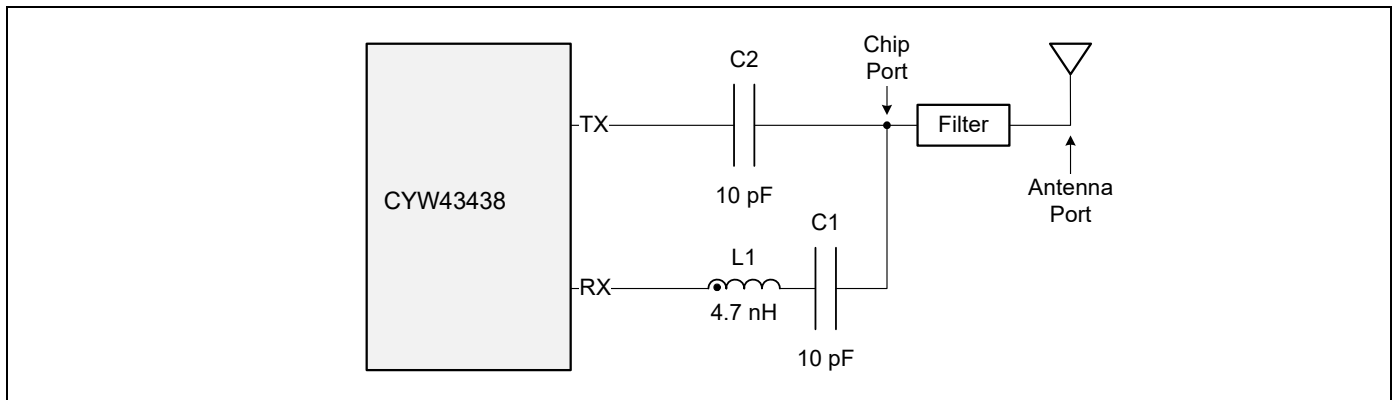 C2
Chip
Port
TX
Filter
CYW43438
10 pF
Antenna
Port
C1
L1
RX
4.7 nH
10 pF